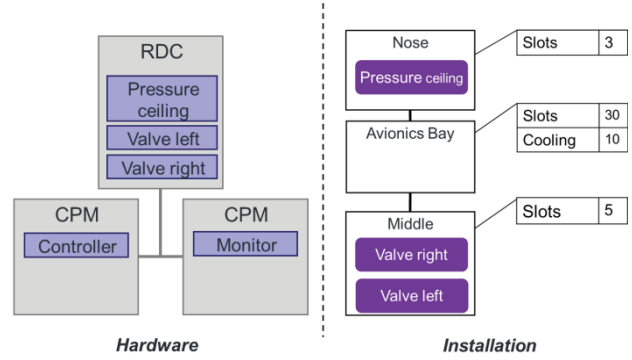 RDC
Pressure
ceiling
Valve left
Valve right
CPM
Controller
CPM
Monitor
Hardware
Nose
Pressure ceiling
Slots 3
Avionics Bay
Slots 30
Cooling 10
Middle
Valve right
Valve left
Slots 5
Installation